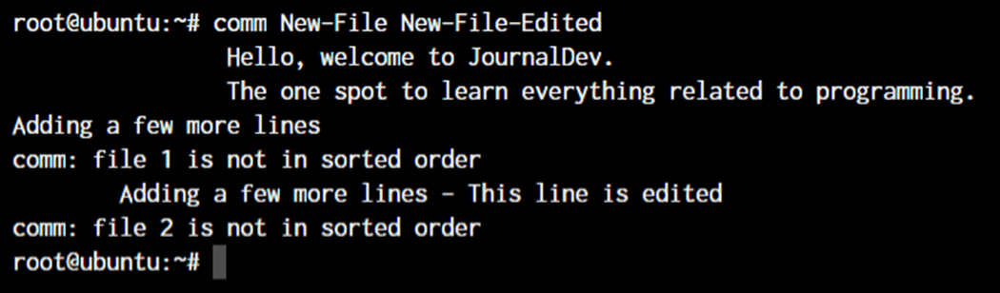 root@ubuntu:~# comm New-File New-File-Edited
Hello, welcome to JournalDev.
The one spot to learn everything related to programming.
Adding a few more lines
comm: file 1 is not in sorted order
Adding a few more lines - This line is edited
comm: file 2 is not in sorted order
root@ubuntu:~#